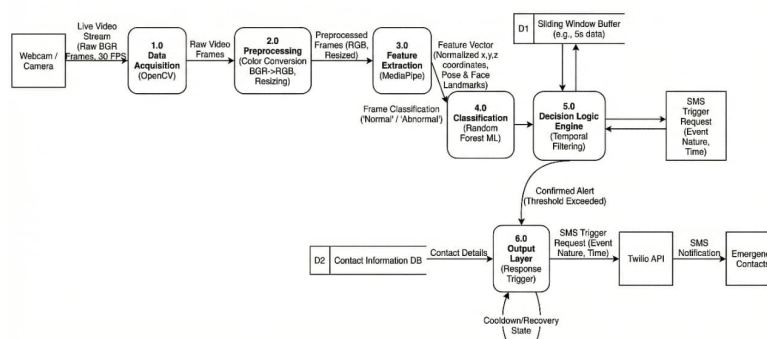 Webcam /
Camera
Live Video
Stream
(Raw BGR
Frames, 30 FPS
1.0
Data
Acquisition
(OpenCV)
Raw Video
Frames
2.0
Preprocessing
(Color Conversion
BGR->RGB,
Resizing)
Preprocessed
Frames (RGB,
Resized)
3.0
Feature
Extraction
(MediaPipe)
Feature Vector
(Normalized x,y,z
coordinates,
Pose & Face
Landmarks)
Frame Classification
('Normal' / 'Abnormal')
4.0
Classification
(Random
Forest ML)
D1
Sliding Window Buffer
(e.g., 5s data)
5.0
Decision Logic
Engine
(Temporal
Filtering)
SMS
Trigger
Request
(Event
Nature,
Time)
Confirmed Alert
(Threshold Exceeded)
D2
Contact Information DB
Contact Details
6.0
Output
Layer
(Response
Trigger)
SMS Trigger
Request (Event
Nature, Time)
Twilio API
SMS
Notification
Emergenc
Contacts
Cooldown/Recovery
State